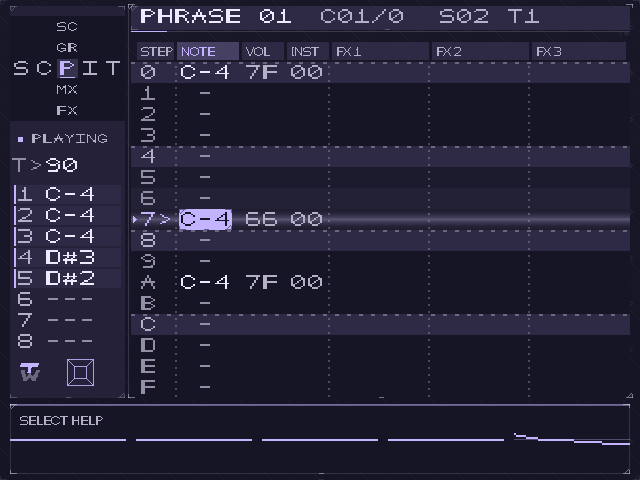 SC
GR
SCPIT
MX
FX
PLAYING
T>90
1 C-4
2 C-4
3 C-4
4 D#3
5 D#2
6 ---
7 ---
8 ---
TW
PHRASE 01 C01/0 S02 T1
STEP NOTE VOL INST FX1 FX2 FX3
0 C-4 7F 00
1 -
2 -
3 -
4 -
5 -
6 -
7> C-4 66 00
8 -
9 -
A C-4 7F 00
B -
C -
D -
E -
F -
SELECT HELP